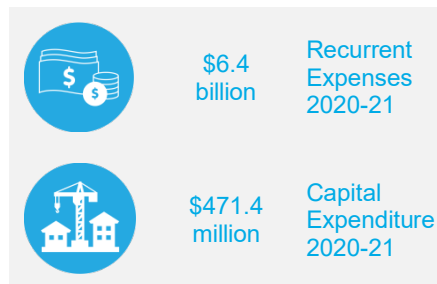 $
$
$6.4
billion
Recurrent
Expenses
2020-21
$471.4
million
Capital
Expenditure
2020-21